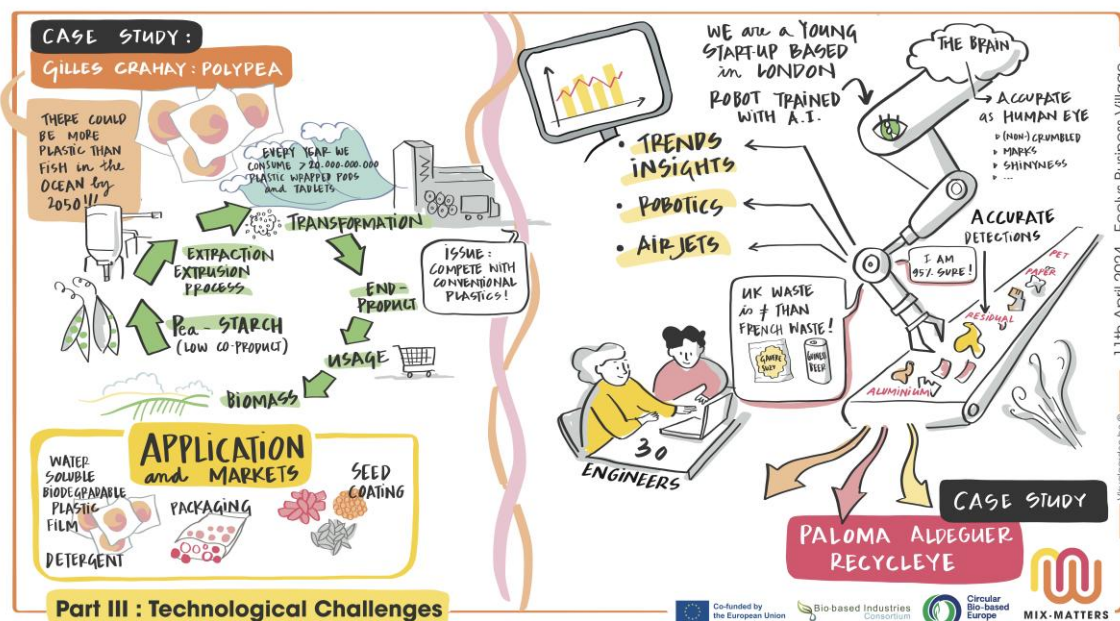 CASE STUDY:
GILLES CRAHAY: POLYPEA
THERE COULD
BE MORE
PLASTIC THAN
FISH in the
OCEAN by
2050!!!
EVERY YEAR WE
CONSUME > 20.000.000.000
PLASTIC WRAPPED PODS
and TABLETS
TRANSFORMATION
EXTRACTION
EXTRUSION
PROCESS
Pea-STARCH
(LOW CO-PRODUCT)
END-
PRODUCT
USAGE
BIOMASS
ISSUE:
COMPETE WITH
CONVENTIONAL
PLASTICS!
APPLICATION
and MARKETS
WATER
SOLUBLE
BIODEGRADABLE
PLASTIC
FILM
DETERGENT
PACKAGING
SEED
COATING
Part III : Technological Challenges
WE are a YOUNG
START-UP BASED
in LONDON
ROBOT TRAINED
WITH A.I.
THE BRAIN
→ ACCURATE
as HUMAN EYE
(NON-) CRUMBLED
MARKS
SHINYNESS
...
• TRENDS
INSIGHTS
• ROBOTICS
• AIRJETS
ACCURATE
DETECTIONS
I AM
95% SURE!
PET
PAPER
RESIDUAL
ALUMINIUM
UK WASTE
is ≠ THAN
FRENCH WASTE!
BEER
30
ENGINEERS
CASE STUDY
PALOMA ALDEGUER
RECYCLEYE
11th April 2024
Business Village
Co-funded by
the European Union
Bio-based Industries
Consortium
Circular
Bio-based
Europe
MIX-MATTERS